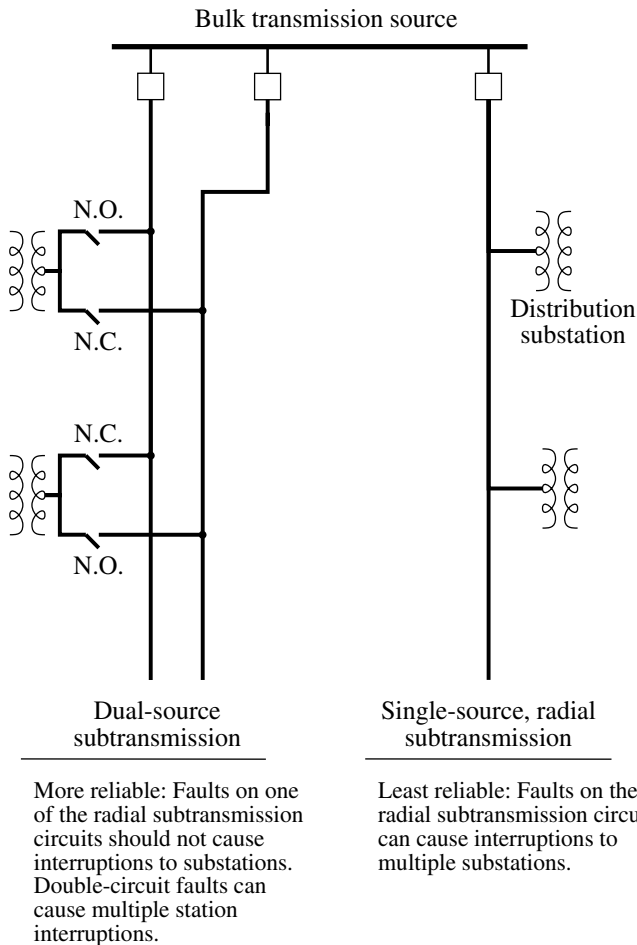 Bulk transmission source
N.O.
N.C.
N.C.
N.O.
Distribution
substation
Dual-source
subtransmission
More reliable: Faults on one
of the radial subtransmission
circuits should not cause
interruptions to substations.
Double-circuit faults can
cause multiple station
interruptions.
Single-source, radial
subtransmission
Least reliable: Faults on the
radial subtransmission circu
can cause interruptions to
multiple substations.